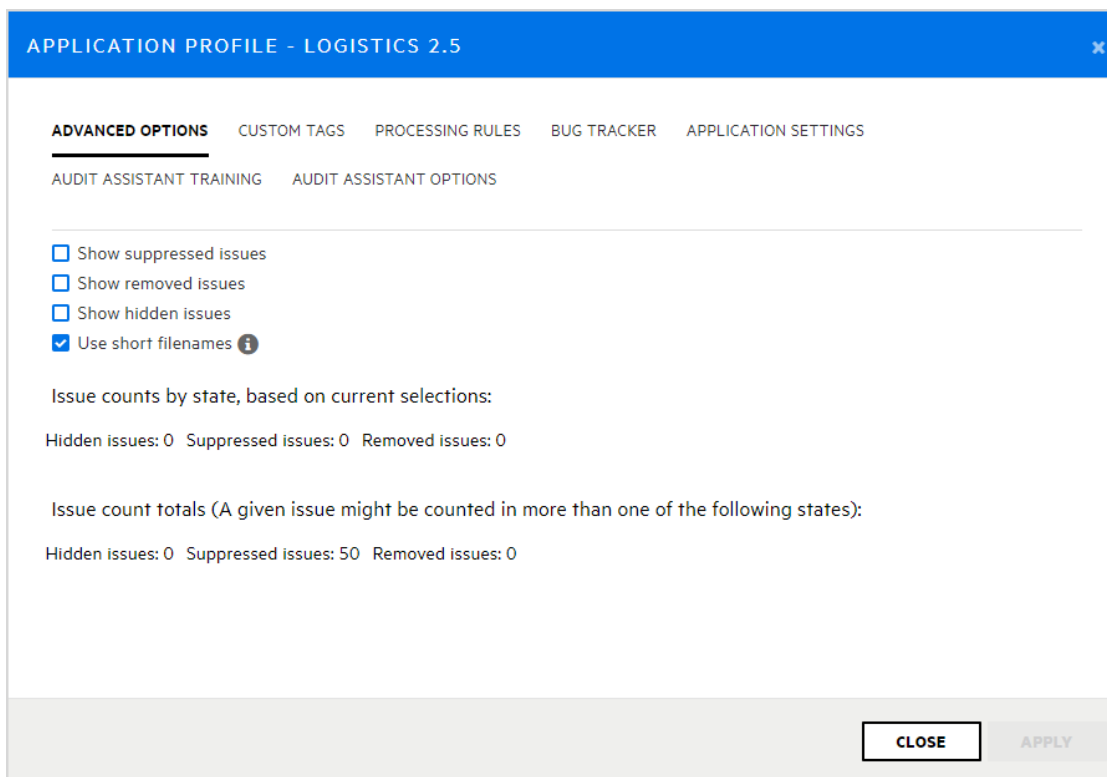 APPLICATION PROFILE - LOGISTICS 2.5
ADVANCED OPTIONS CUSTOM TAGS PROCESSING RULES BUG TRACKER APPLICATION SETTINGS
AUDIT ASSISTANT TRAINING AUDIT ASSISTANT OPTIONS
Show suppressed issues
Show removed issues
Show hidden issues
Use short filenames
Issue counts by state, based on current selections:
Hidden issues: 0 Suppressed issues: 0 Removed issues: 0
Issue count totals (A given issue might be counted in more than one of the following states):
Hidden issues: 0 Suppressed issues: 50 Removed issues: 0
CLOSE APPLY